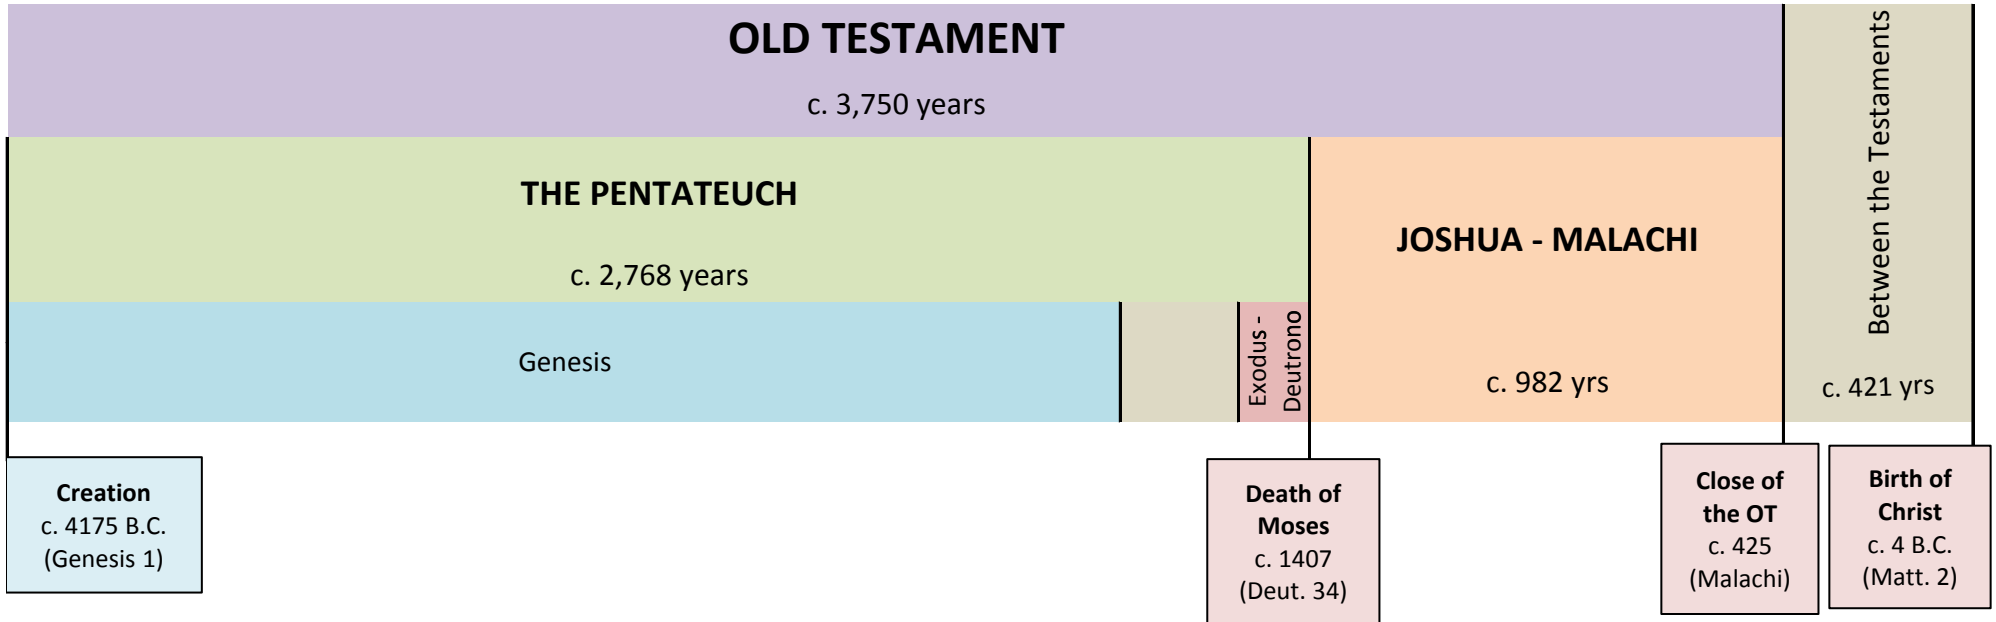 OLD TESTAMENT
c. 3,750 years
Between the Testaments
c. 421 yrs
THE PENTATEUCH
c. 2,768 years
JOSHUA - MALACHI
c. 982 yrs
Genesis
Exodus -
Deutrono
Creation
c. 4175 B.C.
(Genesis 1)
Death of
Moses
c. 1407
(Deut. 34)
Close of
the OT
c. 425
(Malachi)
Birth of
Christ
c. 4 B.C.
(Matt. 2)